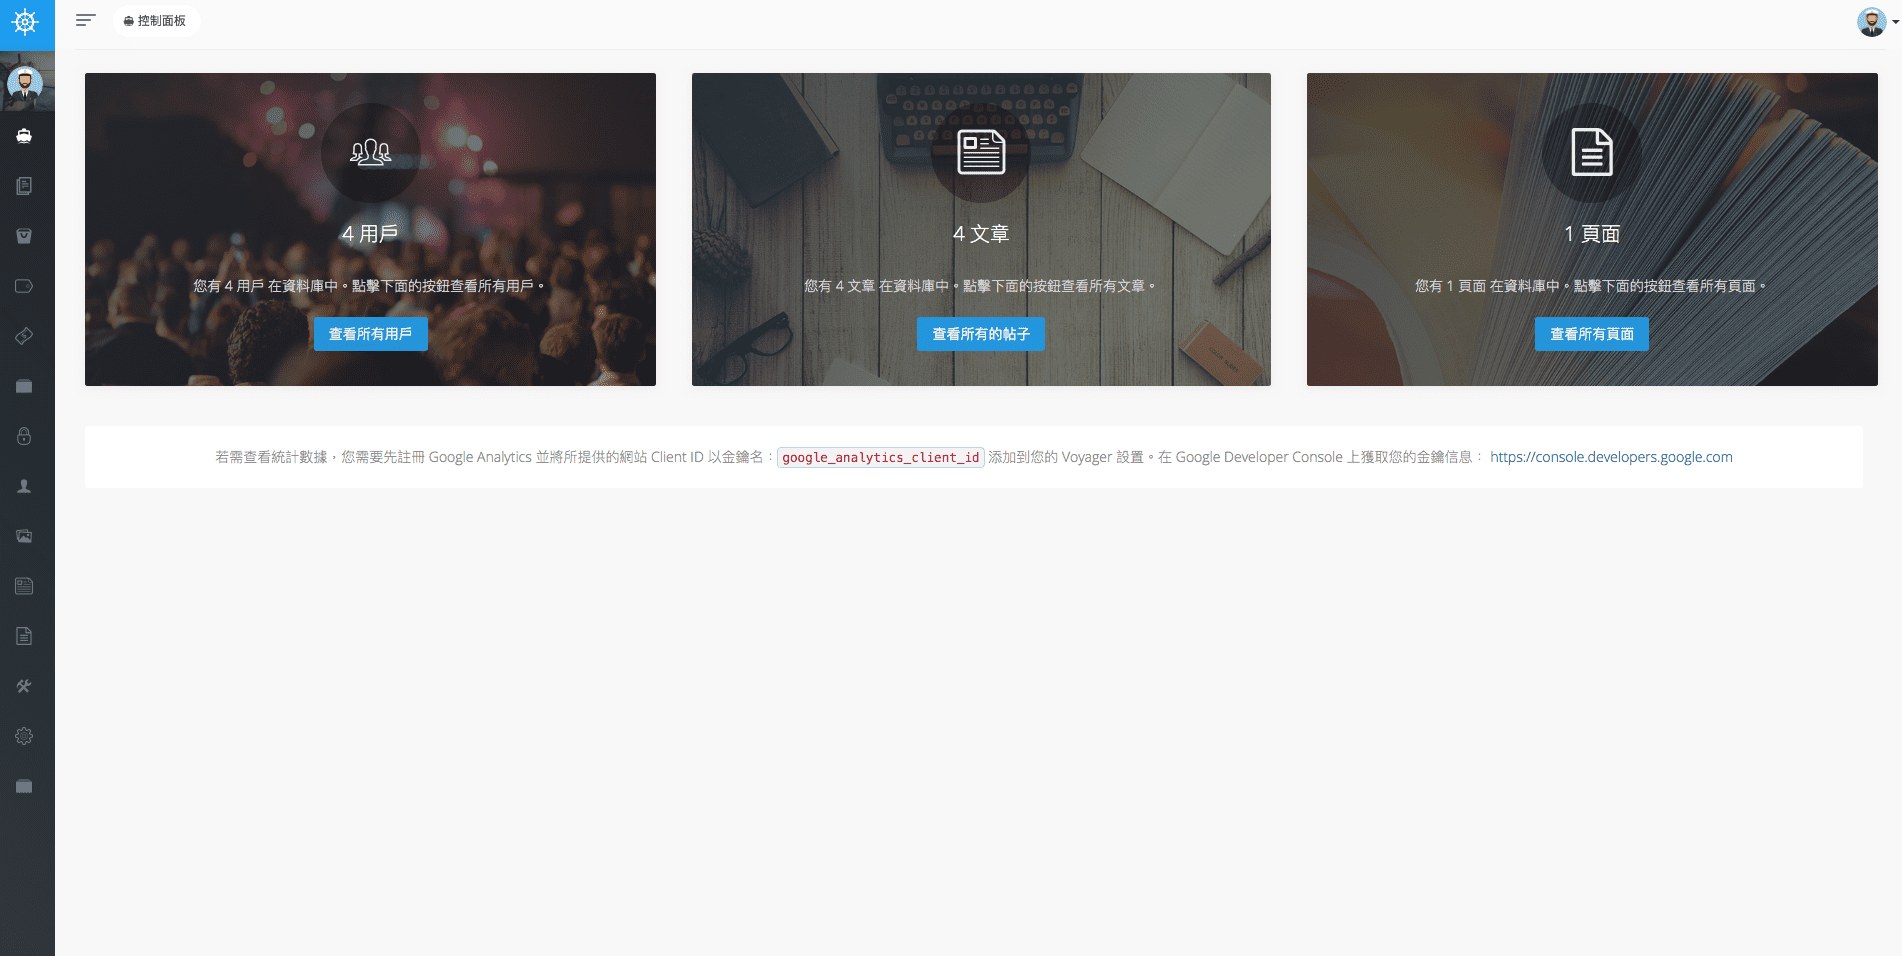 控制面板
4 用戶
您有 4 用戶 在資料庫中。點擊下面的按鈕查看所有用戶。
查看所有用戶
4 文章
您有 4 文章 在資料庫中。點擊下面的按鈕查看所有文章。
查看所有的帖子
1 頁面
您有 1 頁面 在資料庫中。點擊下面的按鈕查看所有頁面。
查看所有頁面
若需查看統計數據，您需要先註冊 Google Analytics 並將所提供的網站 Client ID 以金鑰名： google_analytics_client_id 添加到您的 Voyager 設置。在 Google Developer Console 上獲取您的金鑰信息： https://console.developers.google.com